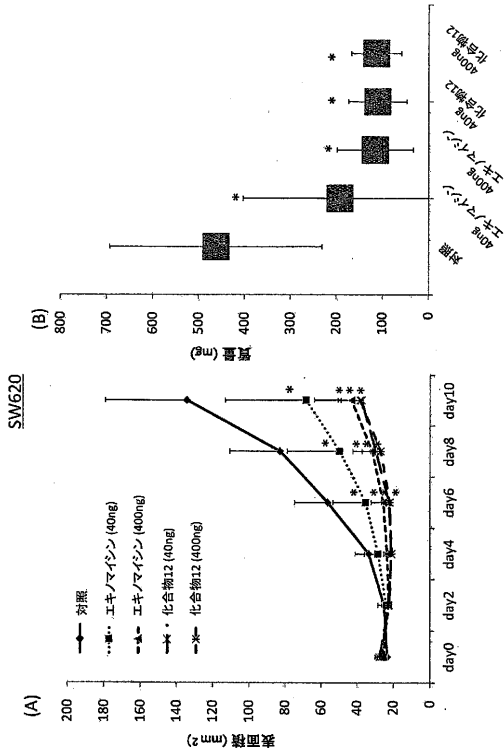 SW620
(A)
表面積 (mm²)
200
180
160
140
120
100
80
60
40
20
0
対照
エキノマイシン (40ng)
エキノマイシン (400ng)
化合物12 (40ng)
化合物12 (400ng)
* * * * * * * * * * * *
day0 day2 day4 day6 day8 day10
(B)
質量 (mg)
800
700
600
500
400
300
200
100
0
* * * *
対照
40ng
エキノマイシン
400ng
エキノマイシン
40ng
化合物12
400ng
化合物12